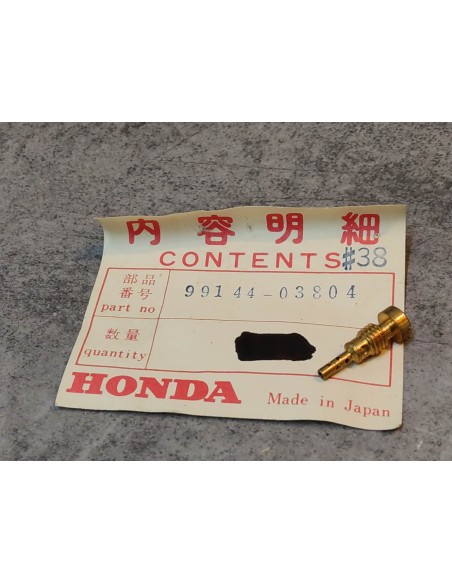 内容明細
CONTENTS #38
部品番号
part no 99144-03804
数量
quantity
HONDA Made in Japan